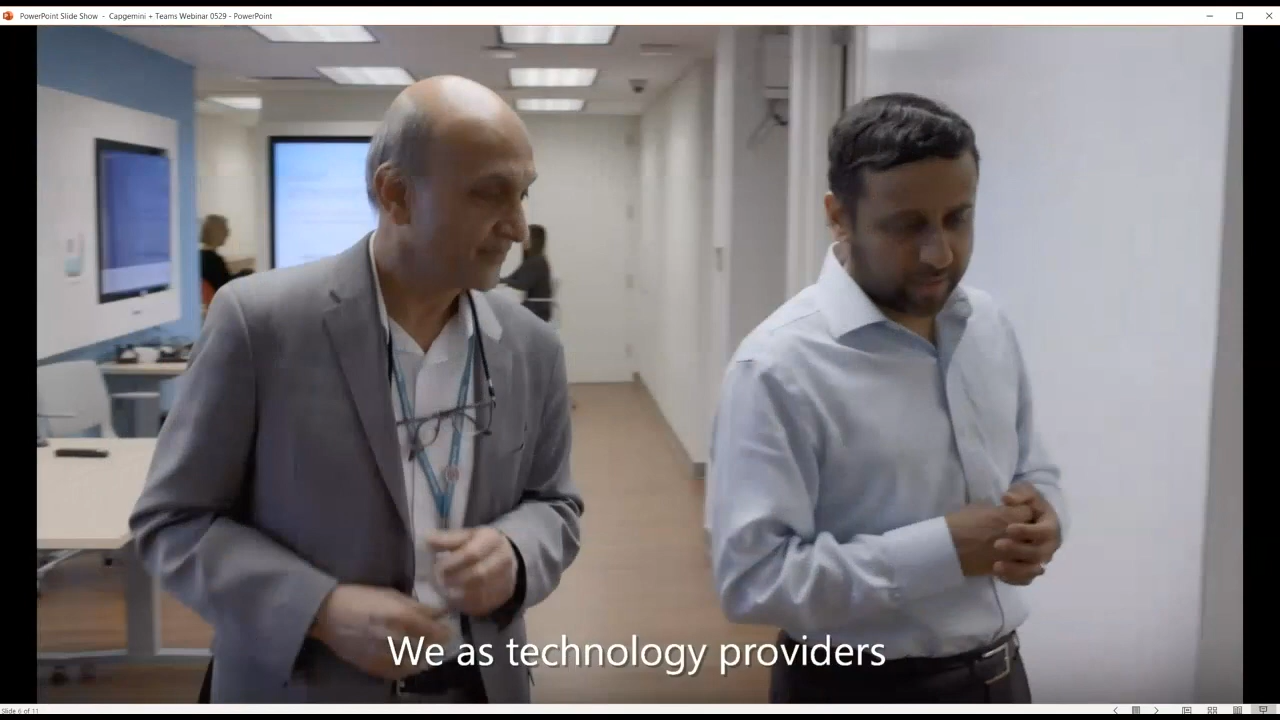 PowerPoint Slide Show - Capgemini + Teams Webinar 0529 - PowerPoint
We as technology providers
Slide 6 of 11